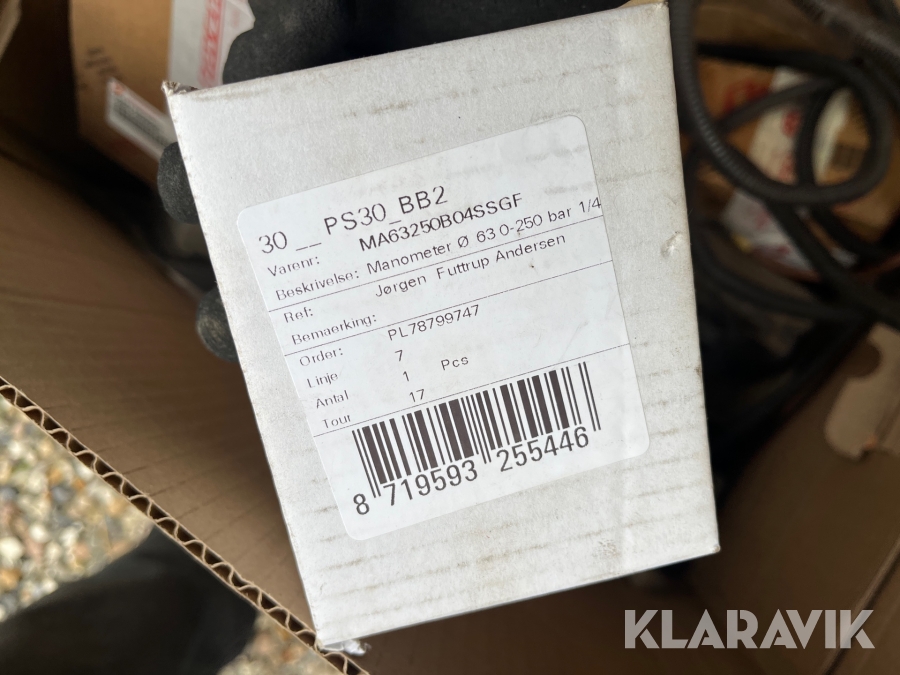 30 __ PS30_BB2
Varenr: MA63250B04SSGF
Beskrivelse: Manometer Ø 63 0-250 bar 1/4
Ref: Jørgen Futtrup Andersen
Bemaerking:
Order: PL78799747
Linje 7
Antal 1 Pcs
Tour 17
8 719593 255446
KLARAVIK